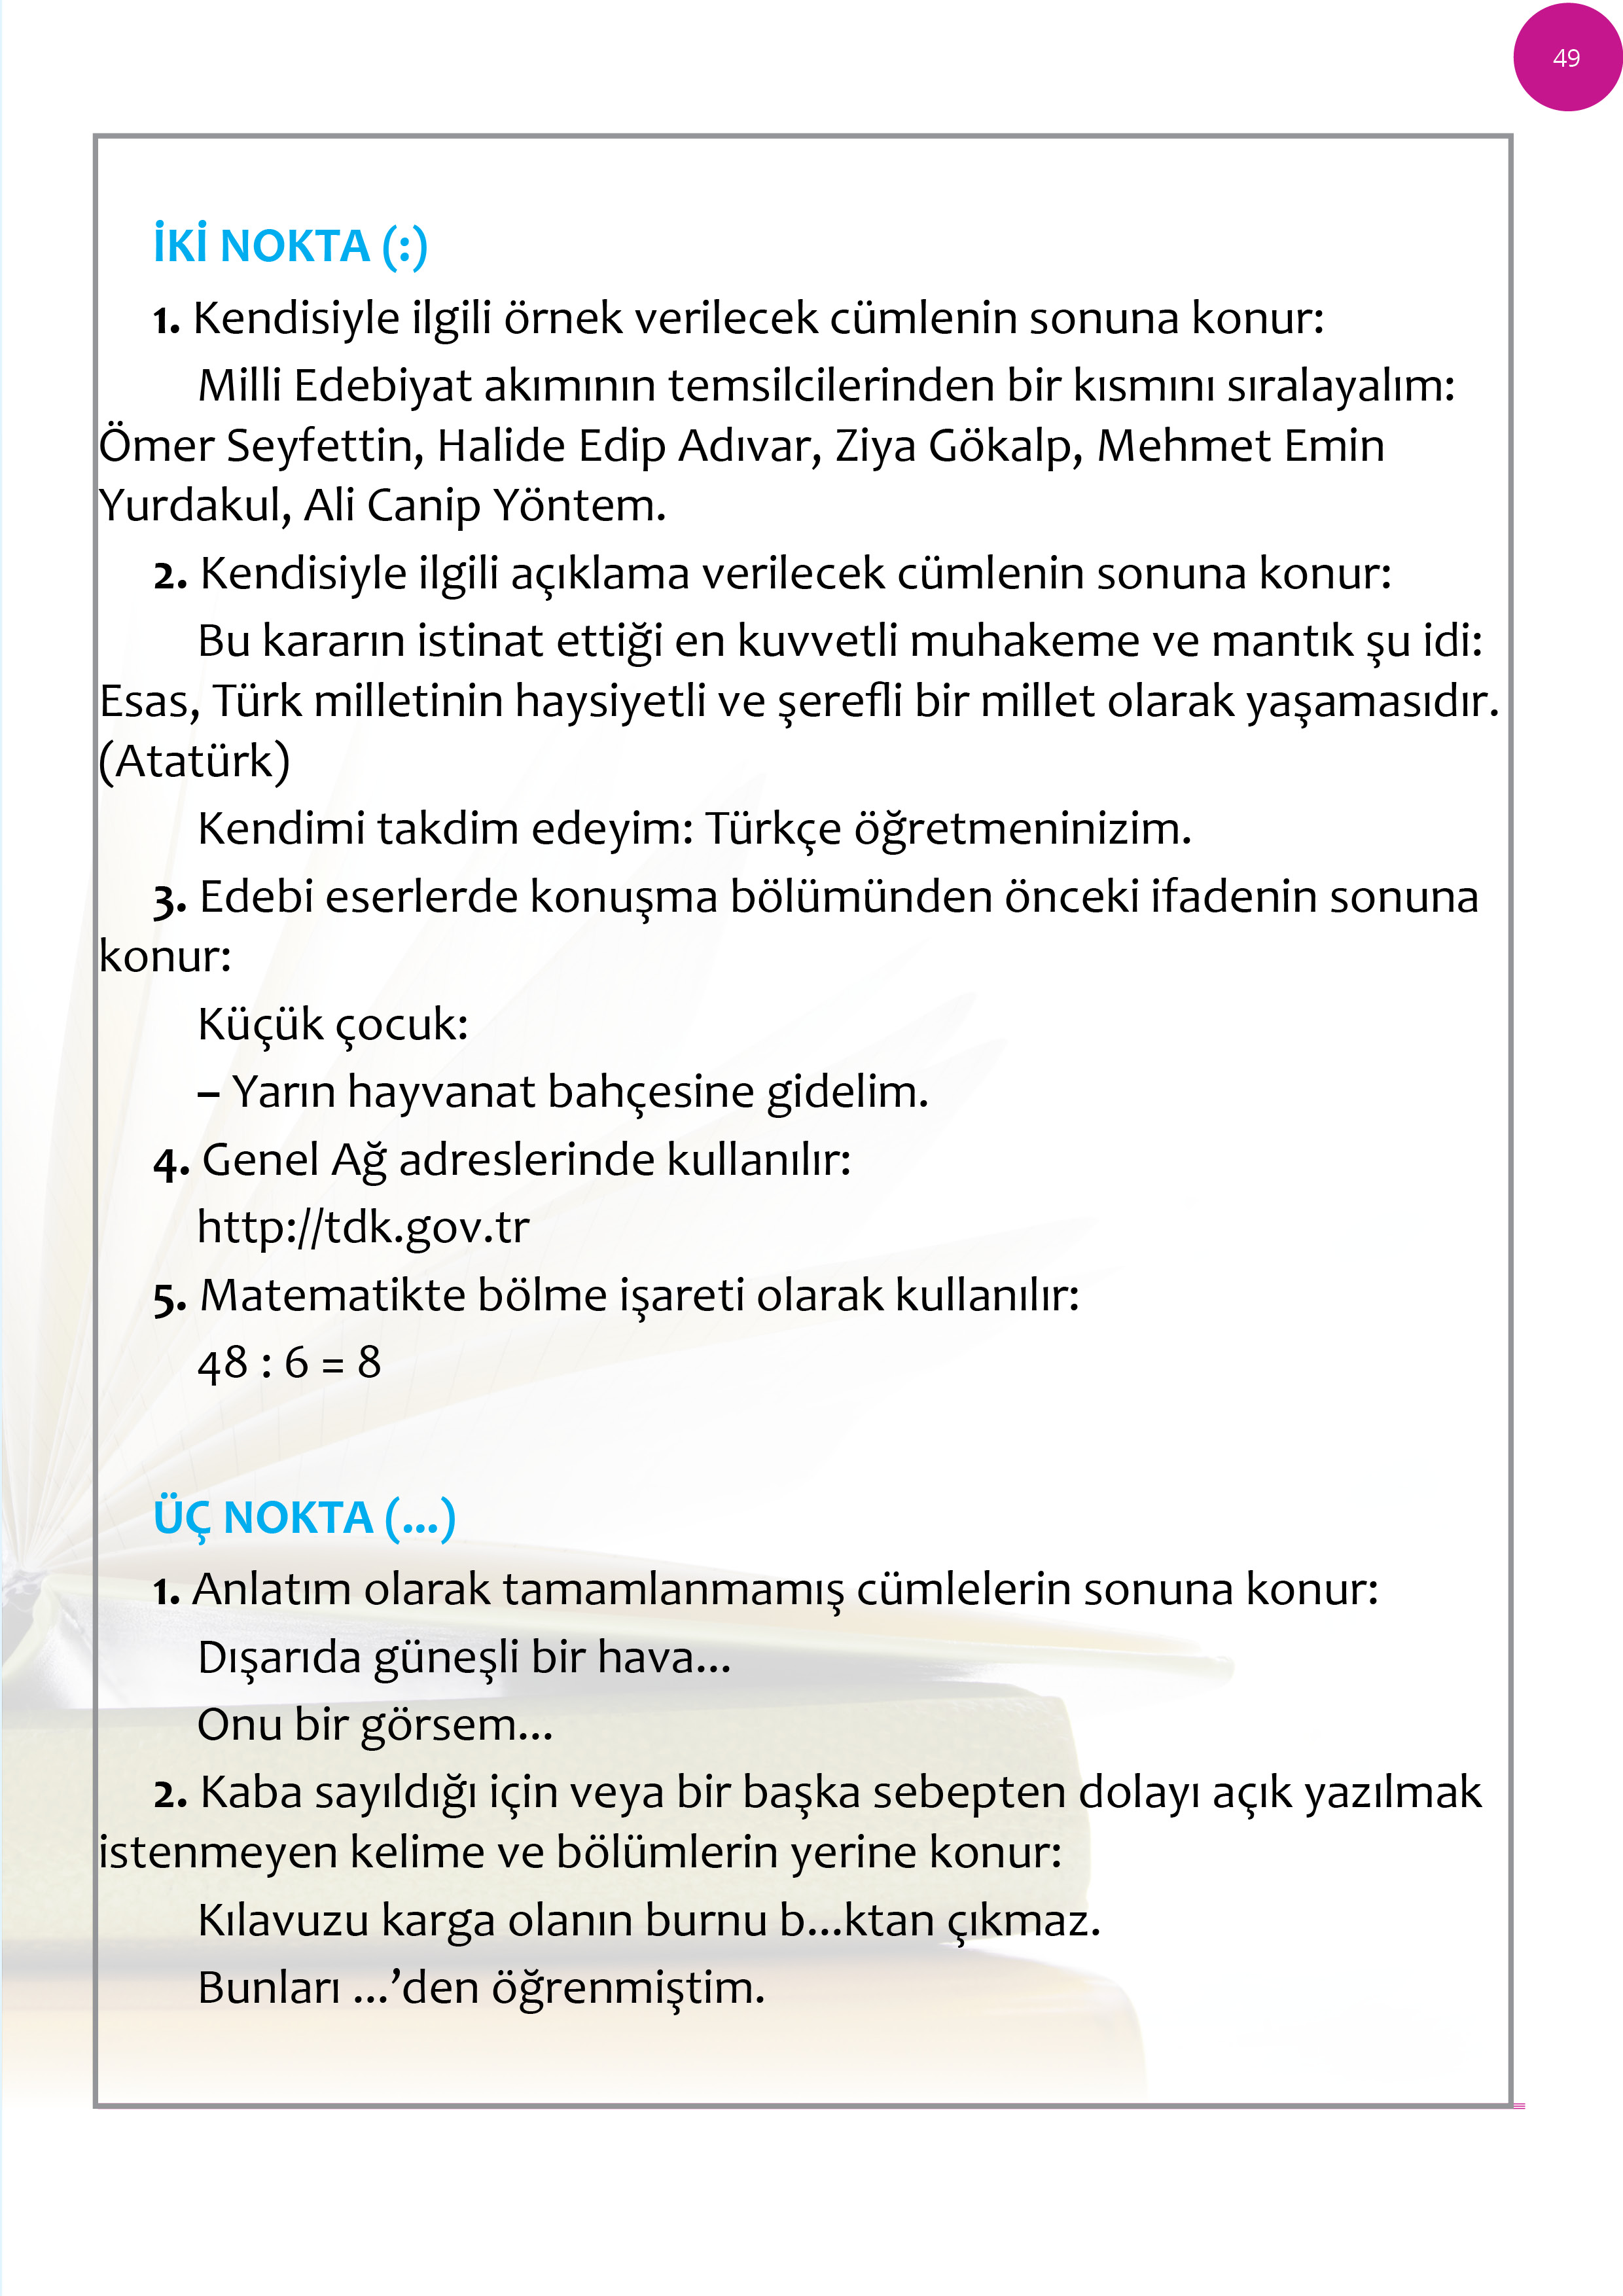 49
İKİ NOKTA (:)
1. Kendisiyle ilgili örnek verilecek cümlenin sonuna konur:
Milli Edebiyat akımının temsilcilerinden bir kısmını sıralayalım:
Ömer Seyfettin, Halide Edip Adıvar, Ziya Gökalp, Mehmet Emin
Yurdakul, Ali Canip Yöntem.
2. Kendisiyle ilgili açıklama verilecek cümlenin sonuna konur:
Bu kararın istinat ettiği en kuvvetli muhakeme ve mantık şu idi:
Esas, Türk milletinin haysiyetli ve şerefli bir millet olarak yaşamasıdır.
(Atatürk)
Kendimi takdim edeyim: Türkçe öğretmeninizim.
3. Edebi eserlerde konuşma bölümünden önceki ifadenin sonuna
konur:
Küçük çocuk:
– Yarın hayvanat bahçesine gidelim.
4. Genel Ağ adreslerinde kullanılır:
http://tdk.gov.tr
5. Matematikte bölme işareti olarak kullanılır:
48 : 6 = 8
ÜÇ NOKTA (...)
1. Anlatım olarak tamamlanmamış cümlelerin sonuna konur:
Dışarıda güneşli bir hava...
Onu bir görsem...
2. Kaba sayıldığı için veya bir başka sebepten dolayı açık yazılmak
istenmeyen kelime ve bölümlerin yerine konur:
Kılavuzu karga olanın burnu b...ktan çıkmaz.
Bunları ...’den öğrenmiştim.